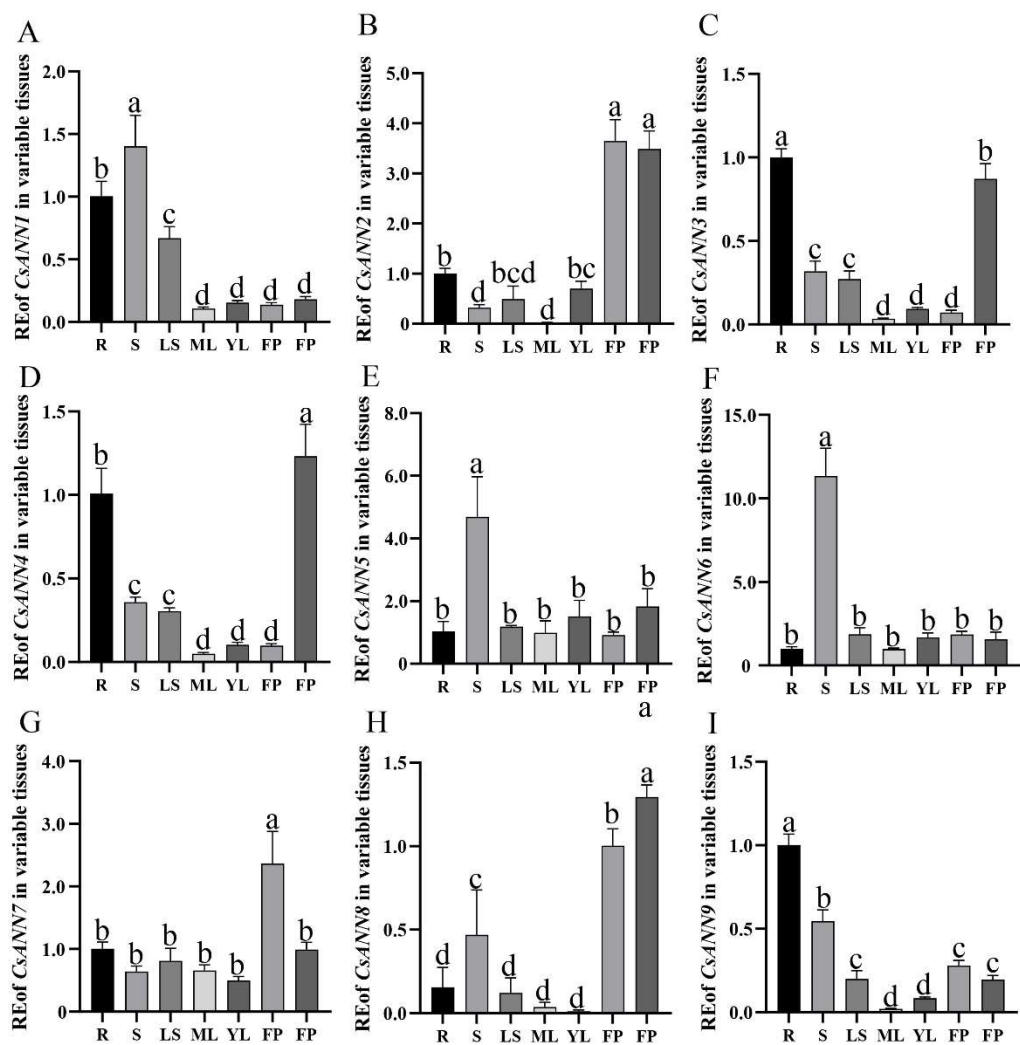 A
REof CsANN1 in variable tissues
2.0
1.5
1.0
0.5
0.0
b
a
c
d
d
d
d
R S LS ML YL FP FP
B
REof CsANN2 in variable tissues
5.0
4.0
3.0
2.0
1.0
0
b
d
bcd
d
bc
a
a
R S LS ML YL FP FP
C
REof CsANN3 in variable tissues
1.5
1.0
0.5
0.0
a
c
c
d
d
d
b
R S LS ML YL FP FP
D
REof CsANN4 in variable tissues
1.5
1.0
0.5
0.0
b
c
c
d
d
d
a
R S LS ML YL FP FP
E
REof CsANN5 in variable tissues
8.0
6.0
4.0
2.0
0
b
a
b
b
b
b
b
R S LS ML YL FP FP
F
REof CsANN6 in variable tissues
15.0
10.0
5.0
0
b
a
b
b
b
b
b
R S LS ML YL FP FP
G
REof CsANN7 in variable tissues
4.0
3.0
2.0
1.0
0
b
b
b
b
b
a
b
R S LS ML YL FP FP
H
a
REof CsANN8 in variable tissues
1.5
1.0
0.5
0.0
d
c
d
d
d
b
a
R S LS ML YL FP FP
I
REof CsANN9 in variable tissues
1.5
1.0
0.5
0.0
a
b
c
d
d
c
c
R S LS ML YL FP FP